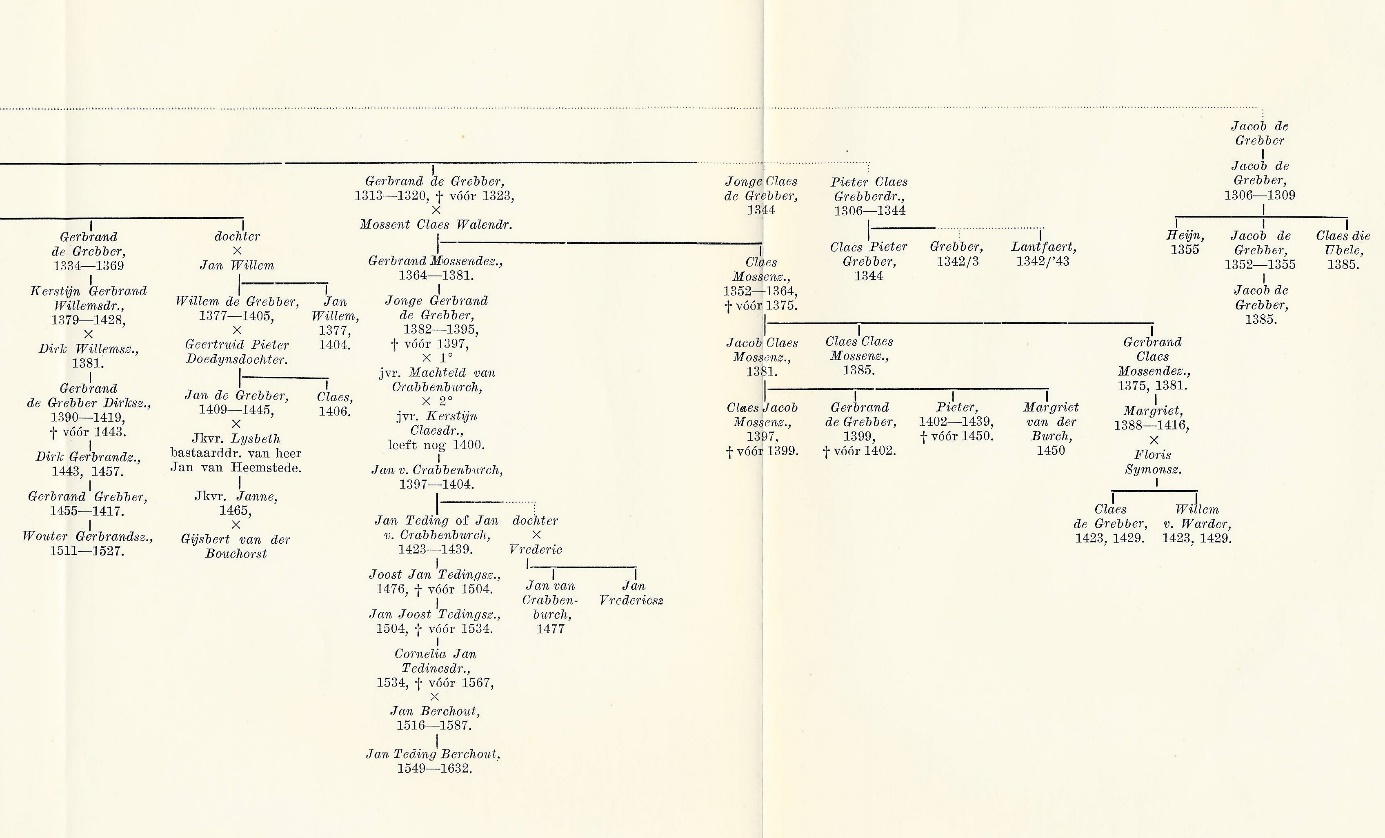 Jacob de
Grebber
Jacob de
Grebber,
1306—1309
Heijn,
1355
Jacob de
Grebber,
1352—1355
Jacob de
Grebber,
1385.
Claes die
Ubele,
1385.
Gerbrand
de Grebber,
1334—1369
Kerstijn Gerbrand
Willemsdr.,
1379—1428,
×
Dirk Willemsz.,
1381.
Gerbrand
de Grebber Dirksz.,
1390—1419,
† vóór 1443.
Dirk Gerbrandz.,
1443, 1457.
Gerbrand Grebber,
1455—1417.
Wouter Gerbrandsz.,
1511—1527.
dochter
×
Jan Willem
Willem de Grebber,
1377—1405,
×
Geertruid Pieter
Doedynsdochter.
Jan
Willem,
1377,
1404.
Jan de Grebber,
1409—1445,
×
Jkvr. Lysbeth
bastaarddr. van heer
Jan van Heemstede.
Claes,
1406.
Jkvr. Janne,
1465,
×
Gijsbert van der
Bouchorst
Gerbrand de Grebber,
1313—1320, † vóór 1323,
×
Mossent Claes Walendr.
Gerbrand Mossendez.,
1364—1381.
Jonge Gerbrand
de Grebber,
1382—1395,
† vóór 1397,
× 1°
jvr. Machteld van
Crabbenburch,
× 2°
jvr. Kerstijn
Claesdr.,
leeft nog 1400.
Jan v. Crabbenburch,
1397—1404.
Jan Teding of Jan
v. Crabbenburch,
1423—1439.
dochter
×
Vrederic
Joost Jan Tedingsz.,
1476, † vóór 1504.
Jan van
Crabben-
burch,
1477
Jan
Vredericsz
Jan Joost Tedingsz.,
1504, † vóór 1534.
Cornelia Jan
Tedinesdr.,
1534, † vóór 1567,
×
Jan Berchout,
1516—1587.
Jan Teding Berchout,
1549—1632.
Jonge Claes
de Grebber,
1344
Claes
Mossenz.,
1352—1364,
† vóór 1375.
Jacob Claes
Mossenz.,
1381.
Claes Claes
Mossenz.,
1385.
Gerbrand
Claes
Mossendez.,
1375, 1381.
Claes Jacob
Mossenz.,
1397,
† vóór 1399.
Gerbrand
de Grebber,
1399,
† vóór 1402.
Pieter,
1402—1439,
† vóór 1450.
Margriet
van der
Burch,
1450
Margriet,
1388—1416,
×
Floris
Symonsz.
Claes
de Grebber,
1423, 1429.
Willem
v. Warder,
1423, 1429.
Pieter Claes
Grebberdr.,
1306—1344
Claes Pieter
Grebber,
1344
Grebber,
1342/3
Lantfaert,
1342/'43